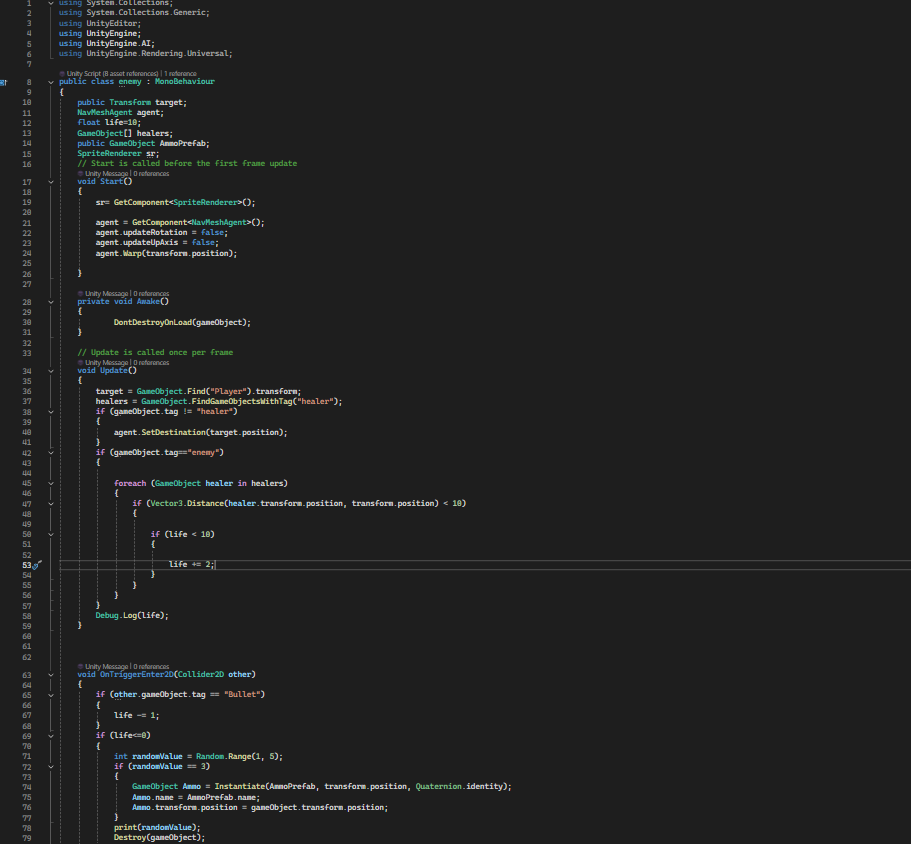 1 using System.Collections;
2 using System.Collections.Generic;
3 using UnityEditor;
4 using UnityEngine;
5 using UnityEngine.AI;
6 using UnityEngine.Rendering.Universal;
7
Unity Script (8 asset references) | 1 reference
8 public class enemy : MonoBehaviour
9 {
10 public Transform target;
11 NavMeshAgent agent;
12 float life=10;
13 GameObject[] healers;
14 public GameObject AmmoPrefab;
15 SpriteRenderer sr;
16 // Start is called before the first frame update
Unity Message | 0 references
17 void Start()
18 {
19 sr= GetComponent<SpriteRenderer>();
20
21 agent = GetComponent<NavMeshAgent>();
22 agent.updateRotation = false;
23 agent.updateUpAxis = false;
24 agent.Warp(transform.position);
25
26 }
27
Unity Message | 0 references
28 private void Awake()
29 {
30 DontDestroyOnLoad(gameObject);
31 }
32
33 // Update is called once per frame
Unity Message | 0 references
34 void Update()
35 {
36 target = GameObject.Find("Player").transform;
37 healers = GameObject.FindGameObjectsWithTag("healer");
38 if (gameObject.tag != "healer")
39 {
40 agent.SetDestination(target.position);
41 }
42 if (gameObject.tag=="enemy")
43 {
44
45 foreach (GameObject healer in healers)
46 {
47 if (Vector3.Distance(healer.transform.position, transform.position) < 10)
48 {
49
50 if (life < 10)
51 {
52
53 life += 2;
54 }
55 }
56 }
57 }
58 Debug.Log(life);
59 }
60
61
62
Unity Message | 0 references
63 void OnTriggerEnter2D(Collider2D other)
64 {
65 if (other.gameObject.tag == "Bullet")
66 {
67 life -= 1;
68 }
69 if (life<=0)
70 {
71 int randomValue = Random.Range(1, 5);
72 if (randomValue == 3)
73 {
74 GameObject Ammo = Instantiate(AmmoPrefab, transform.position, Quaternion.identity);
75 Ammo.name = AmmoPrefab.name;
76 Ammo.transform.position = gameObject.transform.position;
77 }
78 print(randomValue);
79 Destroy(gameObject);